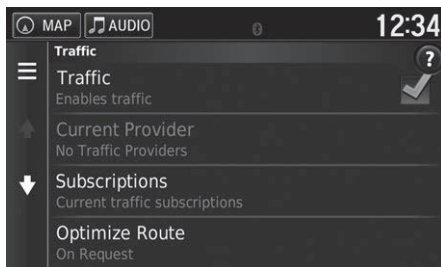 MAP AUDIO 12:34
Traffic
?
Traffic
Enables traffic
Current Provider
No Traffic Providers
Subscriptions
Current traffic subscriptions
Optimize Route
On Request